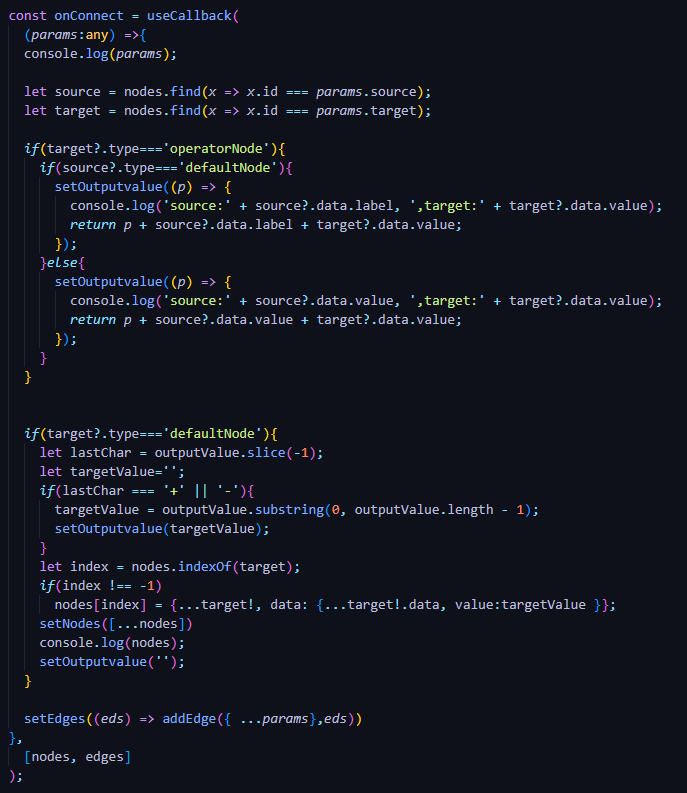 const onConnect = useCallback(
(params:any) =>{
console.log(params);
let source = nodes.find(x => x.id === params.source);
let target = nodes.find(x => x.id === params.target);
if(target?.type==='operatorNode'){
if(source?.type==='defaultNode'){
setOutputvalue((p) => {
console.log('source:' + source?.data.label, ',target:' + target?.data.value);
return p + source?.data.label + target?.data.value;
});
}else{
setOutputvalue((p) => {
console.log('source:' + source?.data.value, ',target:' + target?.data.value);
return p + source?.data.value + target?.data.value;
});
}
}
if(target?.type==='defaultNode'){
let lastChar = outputValue.slice(-1);
let targetValue='';
if(lastChar === '+' || '-'){
targetValue = outputValue.substring(0, outputValue.length - 1);
setOutputvalue(targetValue);
}
let index = nodes.indexOf(target);
if(index !== -1)
nodes[index] = {...target!, data: {...target!.data, value:targetValue }};
setNodes([...nodes])
console.log(nodes);
setOutputvalue('');
}
setEdges((eds) => addEdge({ ...params},eds))
},
[nodes, edges]
);